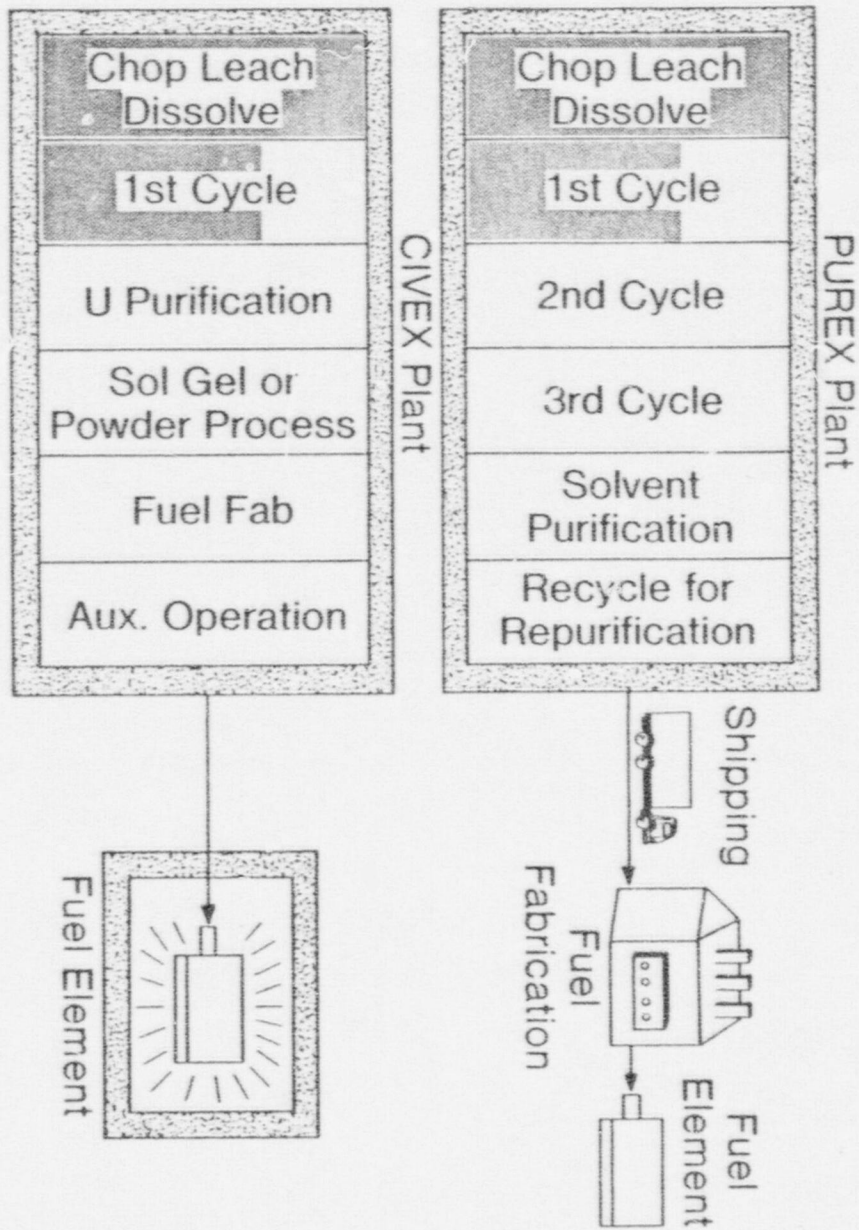 Chop Leach
Dissolve
1st Cycle
U Purification
Sol Gel or
Powder Process
Fuel Fab
Aux. Operation
CIVEX Plant
Fuel Element
Chop Leach
Dissolve
1st Cycle
2nd Cycle
3rd Cycle
Solvent
Purification
Recycle for
Repurification
PUREX Plant
Shipping
Fuel
Fabrication
Fuel
Element